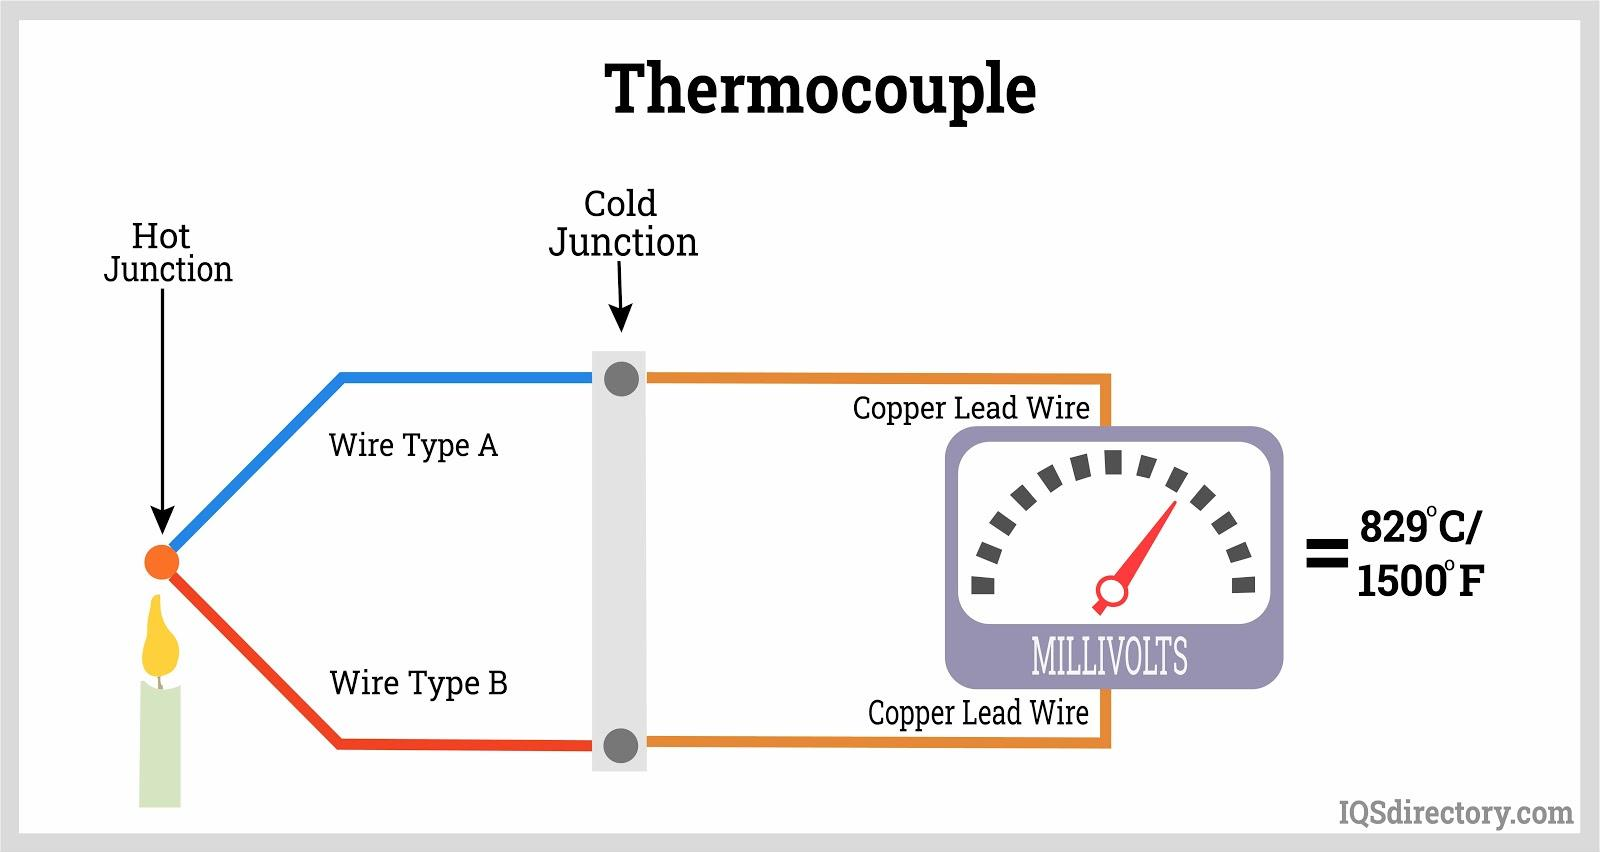 Thermocouple
Hot
Junction
Cold
Junction
Wire Type A
Wire Type B
Copper Lead Wire
MILLIVOLTS
Copper Lead Wire
= 829°C/
1500°F
IQSdirectory.com